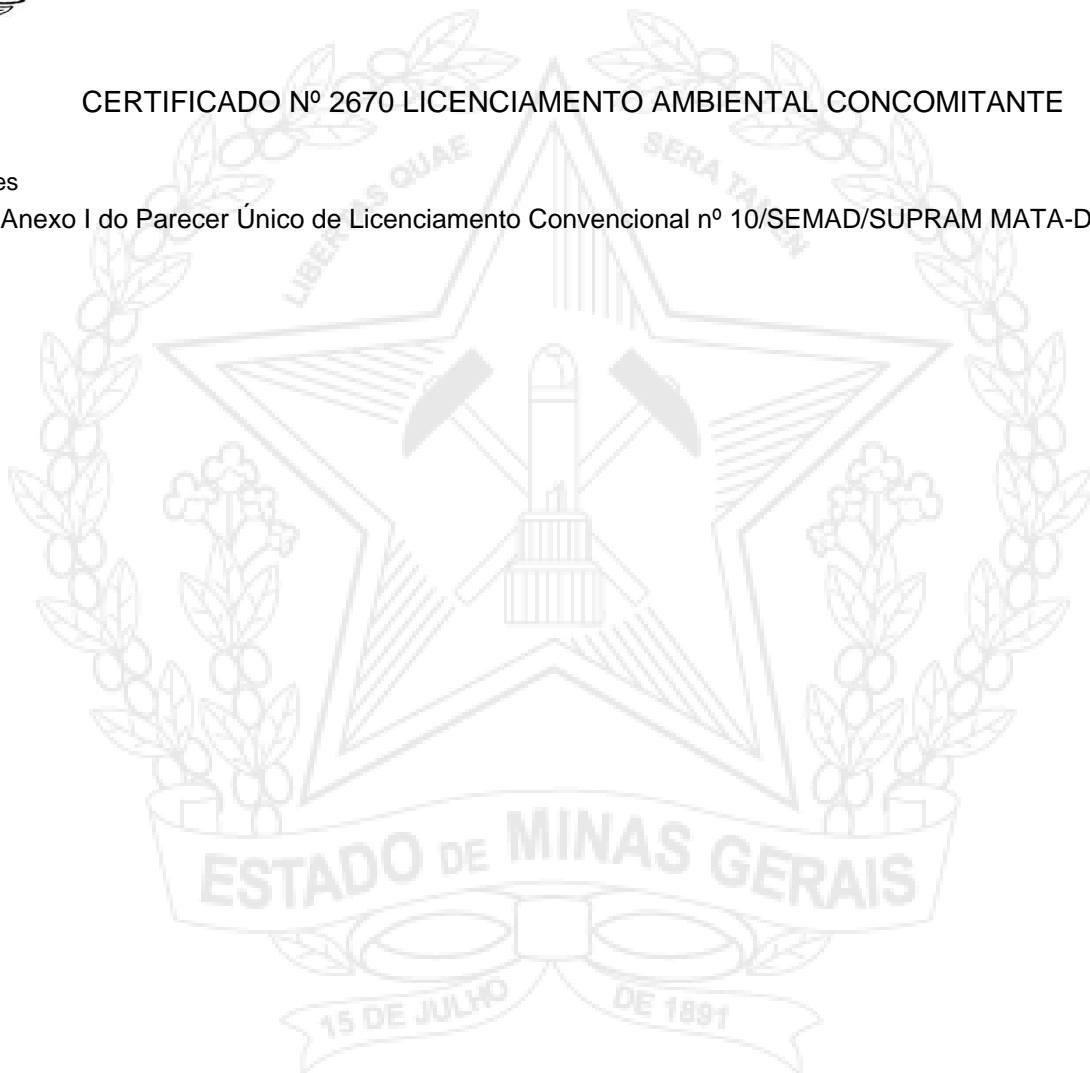 CERTIFICADO Nº 2670 LICENCIAMENTO AMBIENTAL CONCOMITANTE
es
Anexo I do Parecer Único de Licenciamento Convencional nº 10/SEMAD/SUPRAM MATA-D
LIBERTAS QUAE SERA TAMEN
ESTADO DE MINAS GERAIS
15 DE JULHO DE 1891